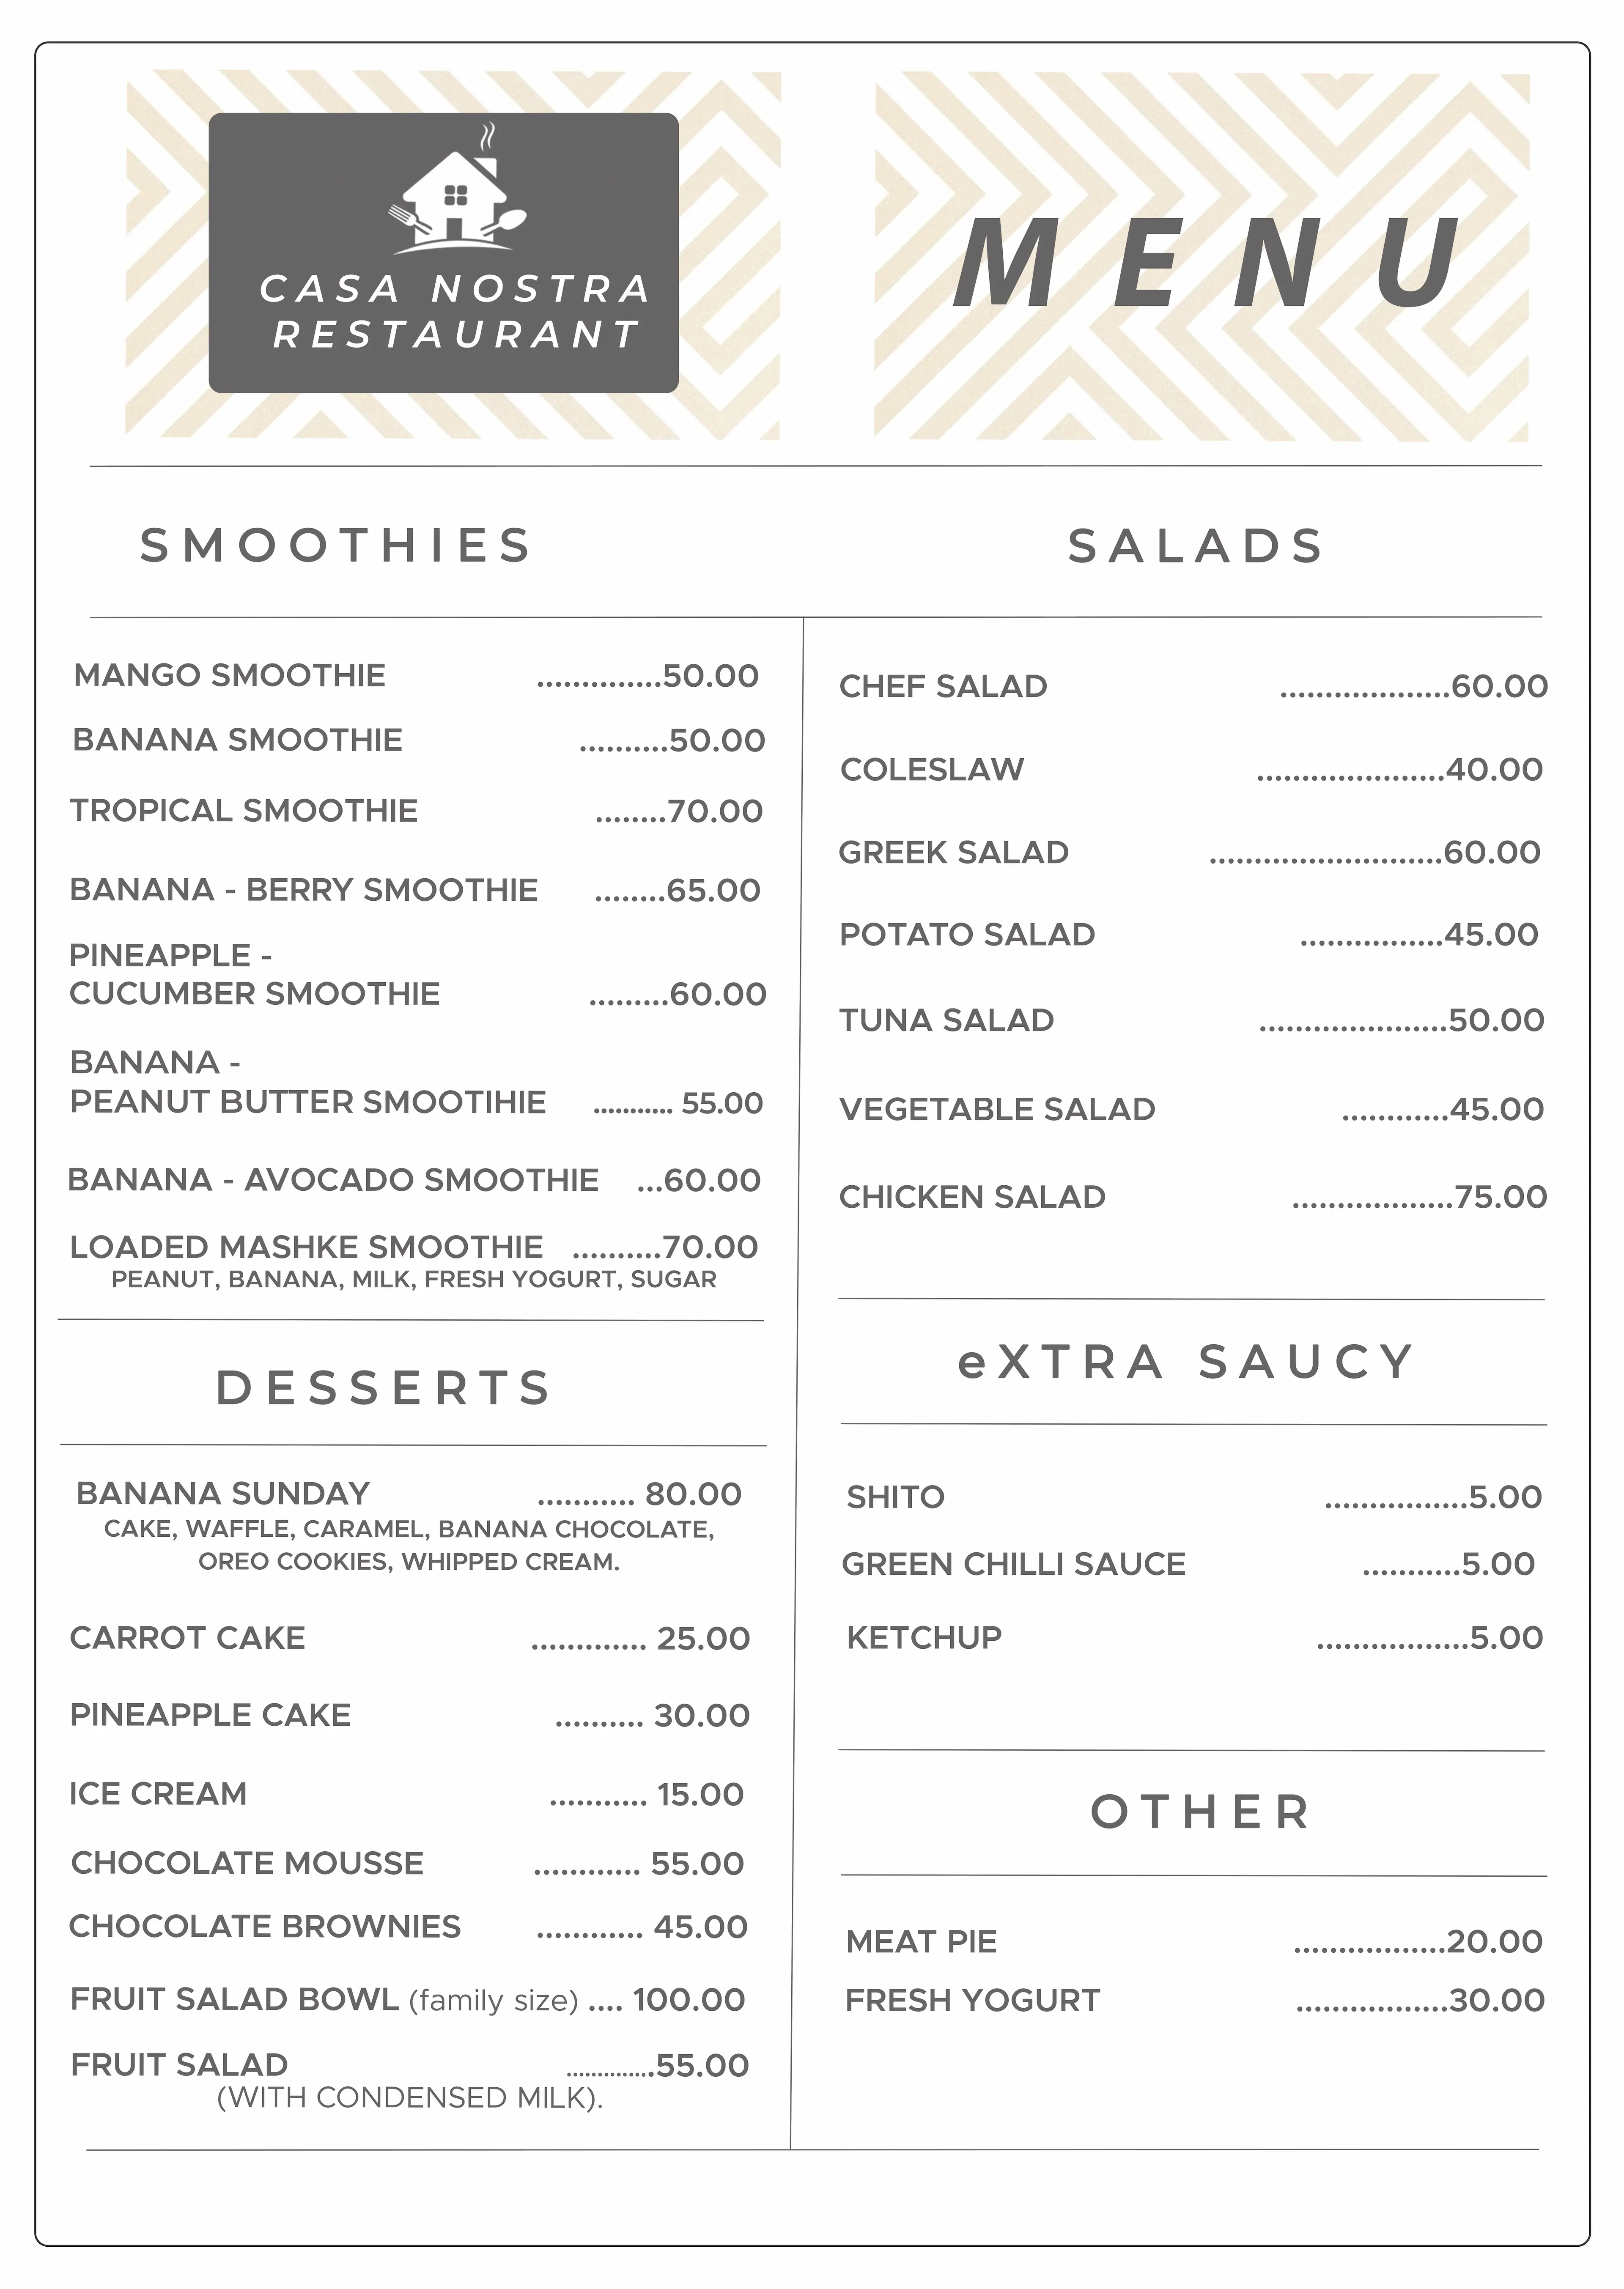 CASA NOSTRA
RESTAURANT
MENU
SMOOTHIES
MANGO SMOOTHIE ..............50.00
BANANA SMOOTHIE ..........50.00
TROPICAL SMOOTHIE ........70.00
BANANA - BERRY SMOOTHIE ........65.00
PINEAPPLE -
CUCUMBER SMOOTHIE .........60.00
BANANA -
PEANUT BUTTER SMOOTIHIE ........... 55.00
BANANA - AVOCADO SMOOTHIE ...60.00
LOADED MASHKE SMOOTHIE ..........70.00
PEANUT, BANANA, MILK, FRESH YOGURT, SUGAR
DESSERTS
BANANA SUNDAY ........... 80.00
CAKE, WAFFLE, CARAMEL, BANANA CHOCOLATE,
OREO COOKIES, WHIPPED CREAM.
CARROT CAKE ............. 25.00
PINEAPPLE CAKE .......... 30.00
ICE CREAM ........... 15.00
CHOCOLATE MOUSSE ............ 55.00
CHOCOLATE BROWNIES ............ 45.00
FRUIT SALAD BOWL (family size) .... 100.00
FRUIT SALAD ..............55.00
(WITH CONDENSED MILK).
SALADS
CHEF SALAD ...................60.00
COLESLAW .....................40.00
GREEK SALAD ..........................60.00
POTATO SALAD ................45.00
TUNA SALAD .....................50.00
VEGETABLE SALAD ............45.00
CHICKEN SALAD ..................75.00
eXTRA SAUCY
SHITO ................5.00
GREEN CHILLI SAUCE ...........5.00
KETCHUP .................5.00
OTHER
MEAT PIE .................20.00
FRESH YOGURT .................30.00